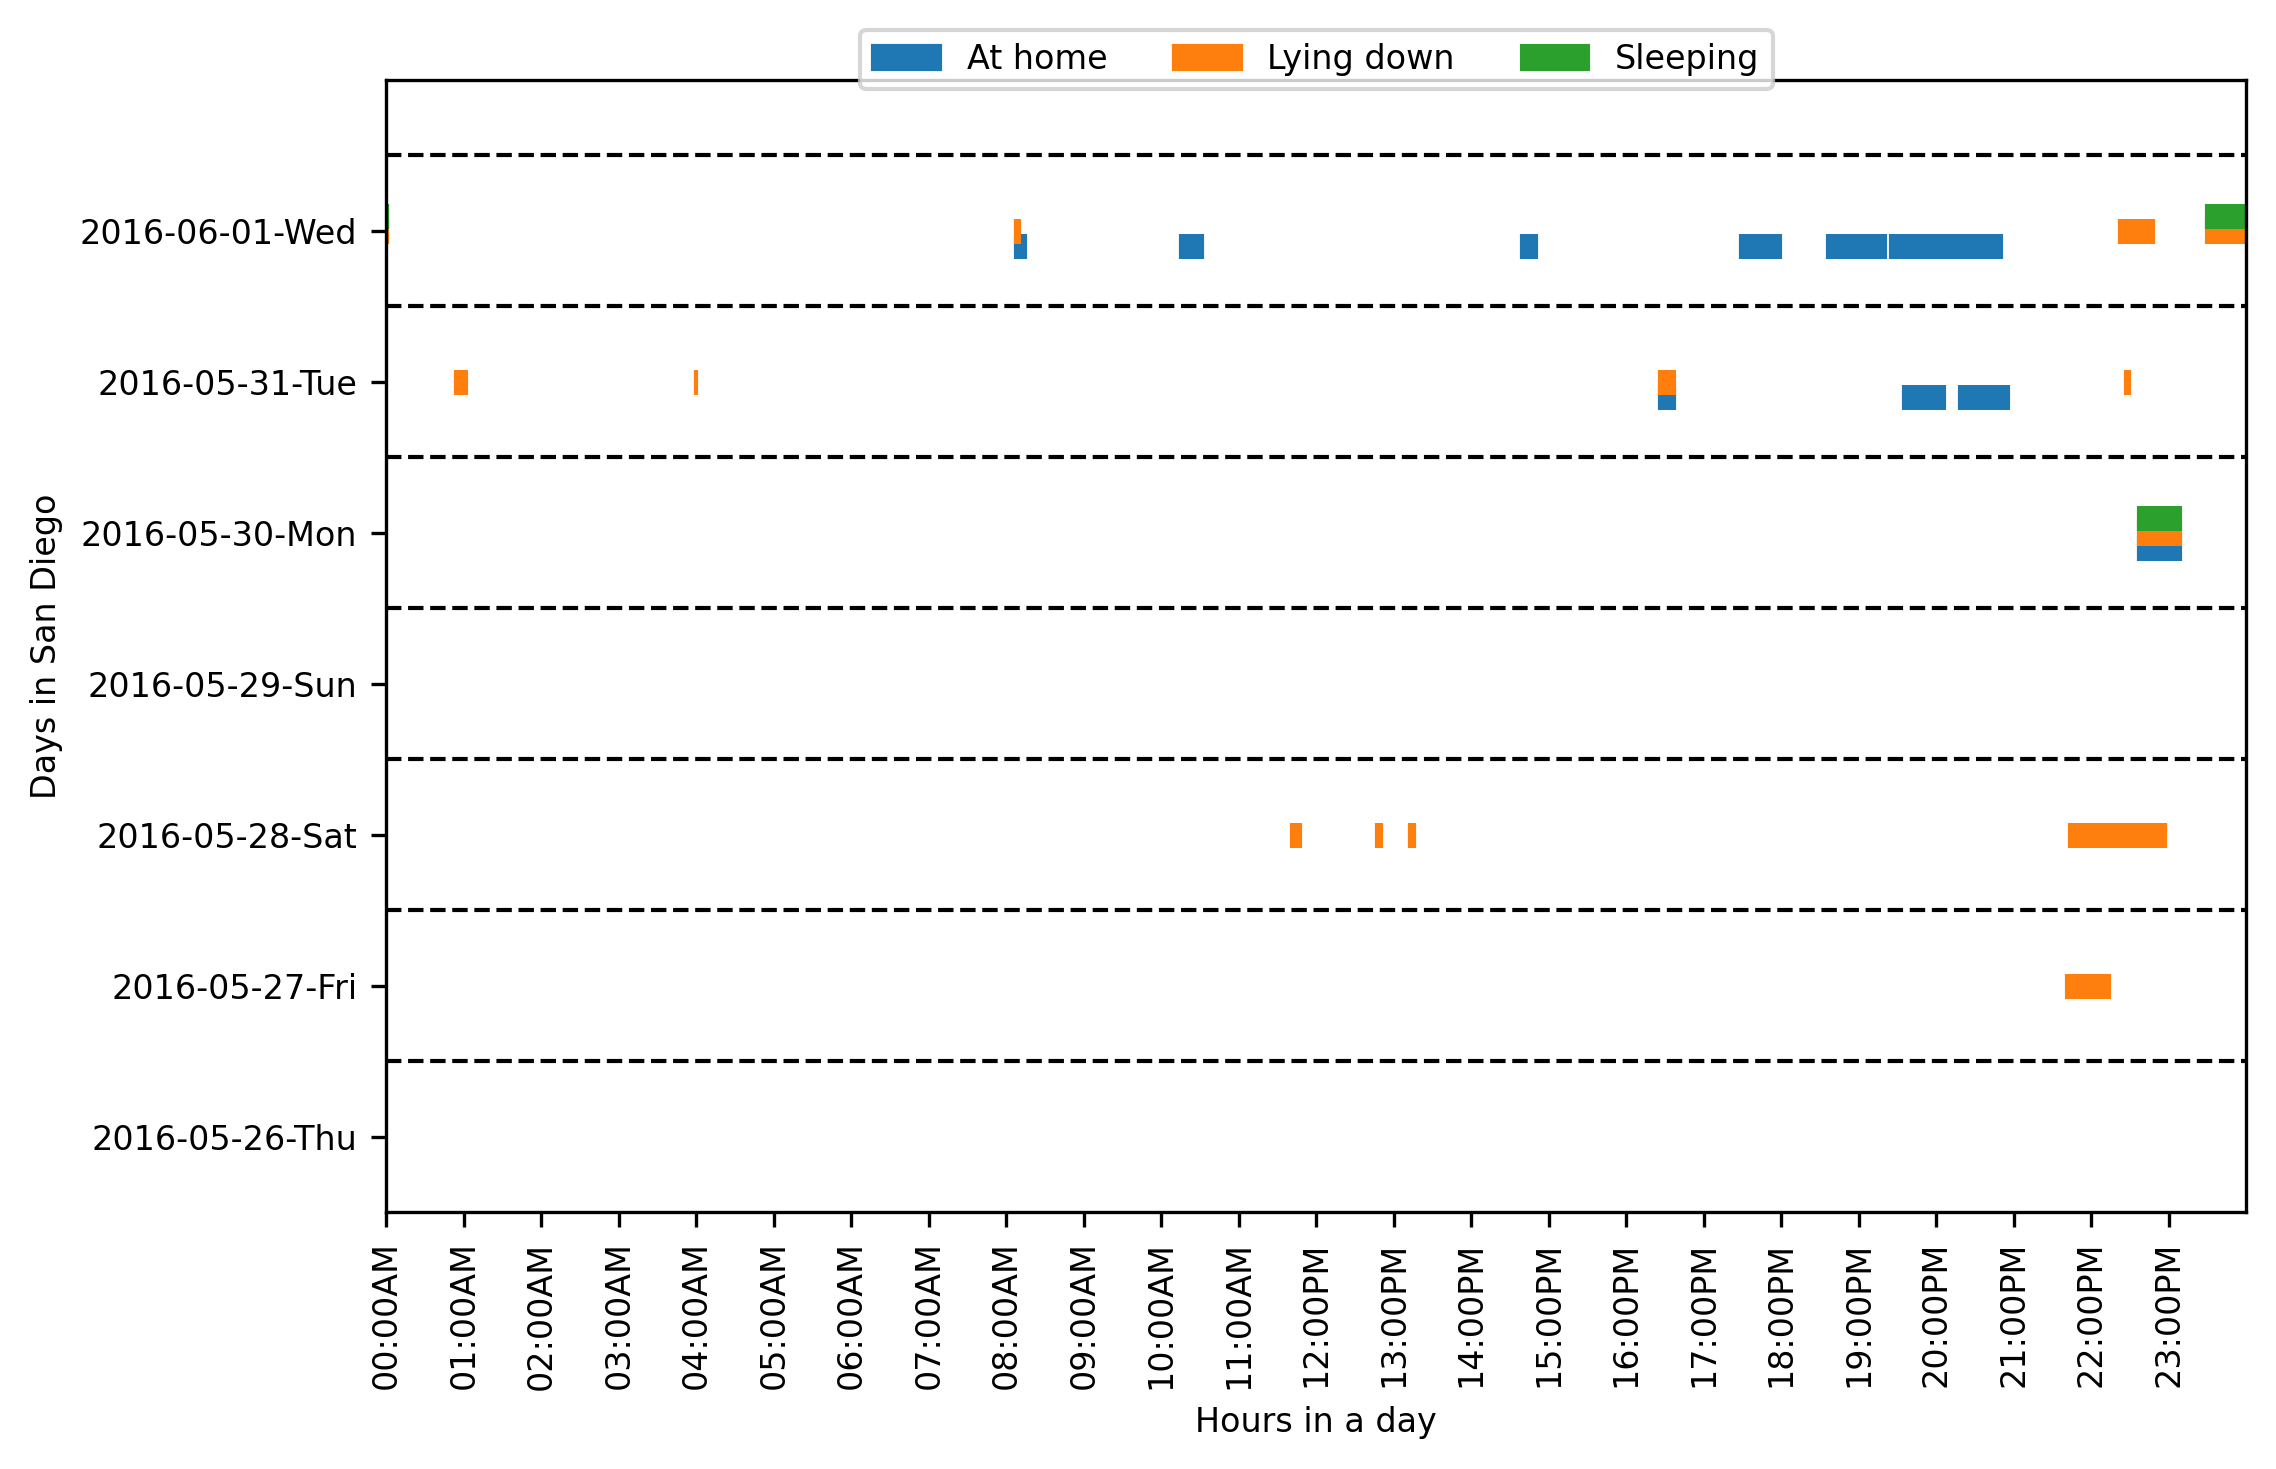 At home Lying down Sleeping
2016-06-01-Wed
2016-05-31-Tue
2016-05-30-Mon
2016-05-29-Sun
2016-05-28-Sat
2016-05-27-Fri
2016-05-26-Thu
Days in San Diego
00:00AM
01:00AM
02:00AM
03:00AM
04:00AM
05:00AM
06:00AM
07:00AM
08:00AM
09:00AM
10:00AM
11:00AM
12:00PM
13:00PM
14:00PM
15:00PM
16:00PM
17:00PM
18:00PM
19:00PM
20:00PM
21:00PM
22:00PM
23:00PM
Hours in a day